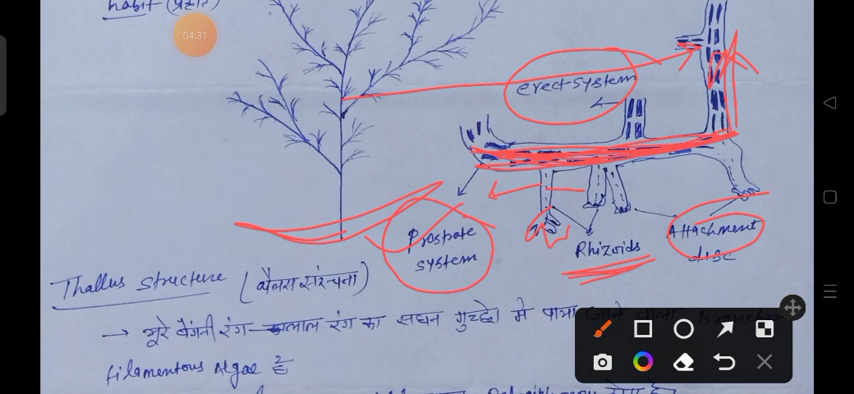 habit (प्रकृति)
04:31
erect-system
Prostrate
system
Rhizoids
Attachment
disc
Thallus structure (थैलस संरचना)
→ भूरे बैंगनी रंग लाल रंग का सघन गुच्छो में पाया जाने वाला
filamentous Algae है